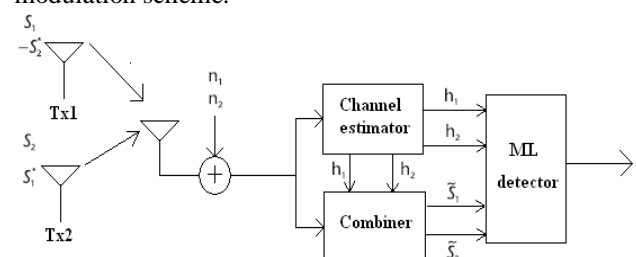 modulation scheme.
S₁
−S₂*
Tx1
S₂
S₁*
Tx2
n₁
n₂
+
Channel
estimator
h₁
h₂
h₁
h₂
Combiner
S̃₁
S̃₂
ML
detector